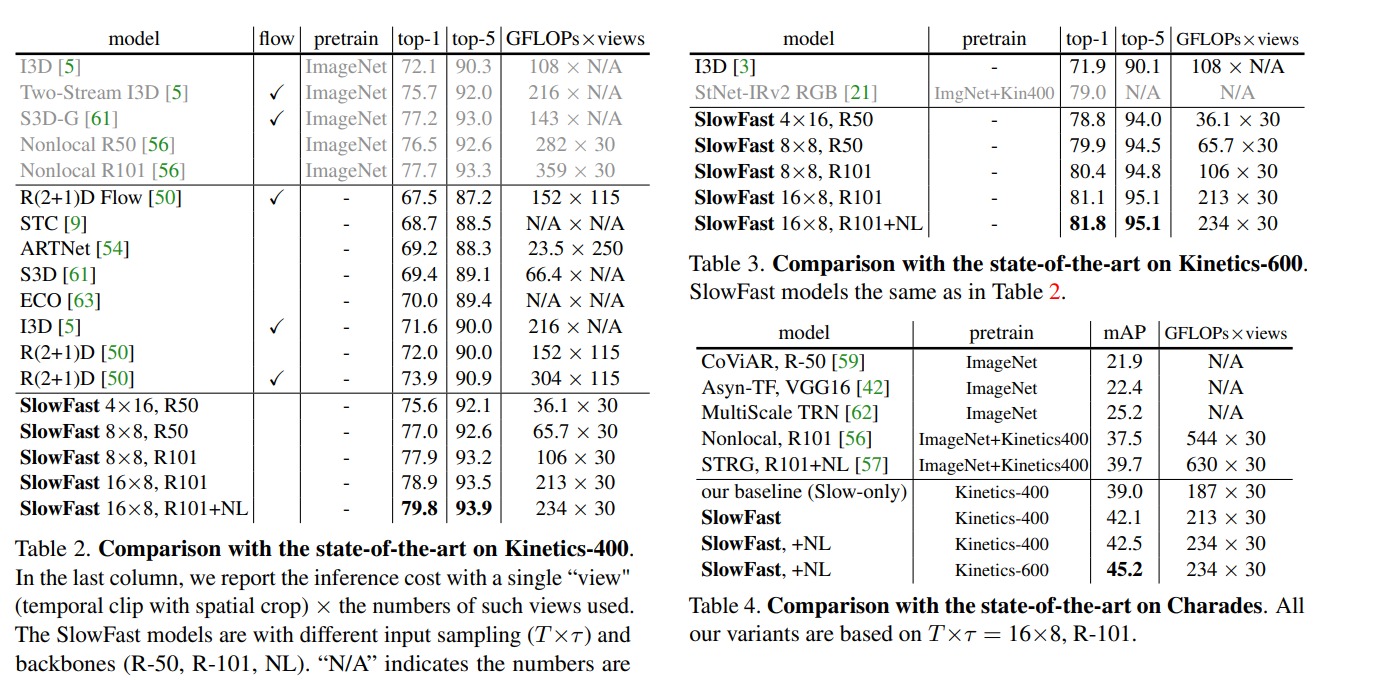 model flow pretrain top-1 top-5 GFLOPs×views
I3D [5] ImageNet 72.1 90.3 108 × N/A
Two-Stream I3D [5] ✓ ImageNet 75.7 92.0 216 × N/A
S3D-G [61] ✓ ImageNet 77.2 93.0 143 × N/A
Nonlocal R50 [56] ImageNet 76.5 92.6 282 × 30
Nonlocal R101 [56] ImageNet 77.7 93.3 359 × 30
R(2+1)D Flow [50] ✓ - 67.5 87.2 152 × 115
STC [9] - 68.7 88.5 N/A × N/A
ARTNet [54] - 69.2 88.3 23.5 × 250
S3D [61] - 69.4 89.1 66.4 × N/A
ECO [63] - 70.0 89.4 N/A × N/A
I3D [5] ✓ - 71.6 90.0 216 × N/A
R(2+1)D [50] - 72.0 90.0 152 × 115
R(2+1)D [50] ✓ - 73.9 90.9 304 × 115
SlowFast 4×16, R50 - 75.6 92.1 36.1 × 30
SlowFast 8×8, R50 - 77.0 92.6 65.7 × 30
SlowFast 8×8, R101 - 77.9 93.2 106 × 30
SlowFast 16×8, R101 - 78.9 93.5 213 × 30
SlowFast 16×8, R101+NL - 79.8 93.9 234 × 30
Table 2. Comparison with the state-of-the-art on Kinetics-400.
In the last column, we report the inference cost with a single “view"
(temporal clip with spatial crop) × the numbers of such views used.
The SlowFast models are with different input sampling (T×τ) and
backbones (R-50, R-101, NL). “N/A” indicates the numbers are
model pretrain top-1 top-5 GFLOPs×views
I3D [3] - 71.9 90.1 108 × N/A
StNet-IRv2 RGB [21] ImgNet+Kin400 79.0 N/A N/A
SlowFast 4×16, R50 - 78.8 94.0 36.1 × 30
SlowFast 8×8, R50 - 79.9 94.5 65.7 ×30
SlowFast 8×8, R101 - 80.4 94.8 106 × 30
SlowFast 16×8, R101 - 81.1 95.1 213 × 30
SlowFast 16×8, R101+NL - 81.8 95.1 234 × 30
Table 3. Comparison with the state-of-the-art on Kinetics-600.
SlowFast models the same as in Table 2.
model pretrain mAP GFLOPs×views
CoViAR, R-50 [59] ImageNet 21.9 N/A
Asyn-TF, VGG16 [42] ImageNet 22.4 N/A
MultiScale TRN [62] ImageNet 25.2 N/A
Nonlocal, R101 [56] ImageNet+Kinetics400 37.5 544 × 30
STRG, R101+NL [57] ImageNet+Kinetics400 39.7 630 × 30
our baseline (Slow-only) Kinetics-400 39.0 187 × 30
SlowFast Kinetics-400 42.1 213 × 30
SlowFast, +NL Kinetics-400 42.5 234 × 30
SlowFast, +NL Kinetics-600 45.2 234 × 30
Table 4. Comparison with the state-of-the-art on Charades. All
our variants are based on T×τ = 16×8, R-101.